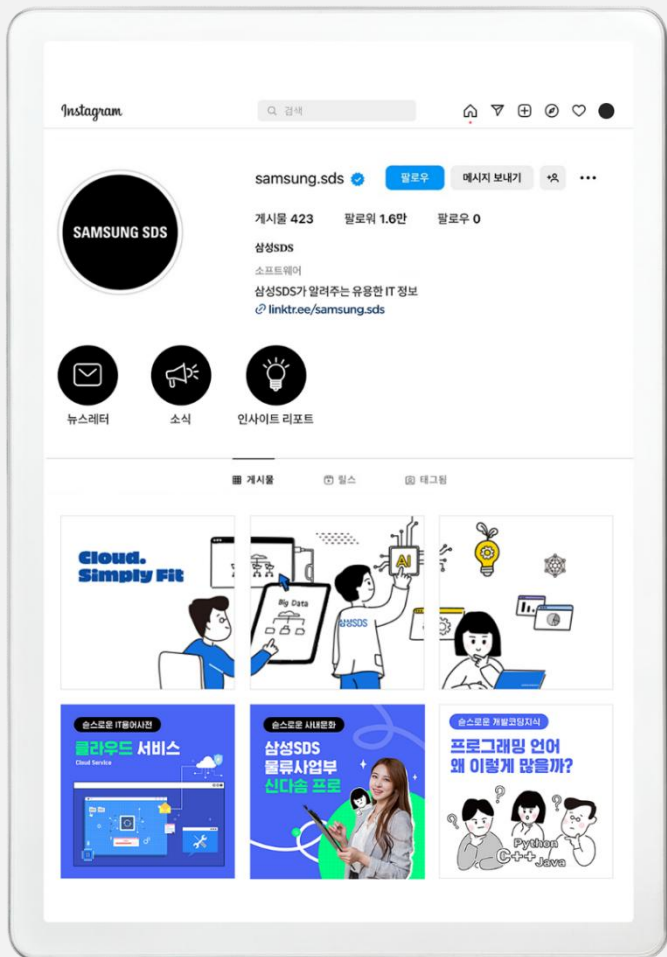 Instagram
검색
samsung.sds
팔로우
메시지 보내기
게시물 423 팔로워 1.6만 팔로우 0
삼성SDS
소프트웨어
삼성SDS가 알려주는 유용한 IT 정보
linktr.ee/samsung.sds
SAMSUNG SDS
뉴스레터
소식
인사이트 리포트
게시물
릴스
태그됨
Cloud.
Simply Fit
Big Data
AI
삼성SDS
슨스로운 IT용어사전
클라우드 서비스
Cloud Service
슨스로운 사내문화
삼성SDS
물류사업부
신다솜 프로
슨스로운 개발코딩지식
프로그래밍 언어
왜 이렇게 많을까?
Python
C++
Java